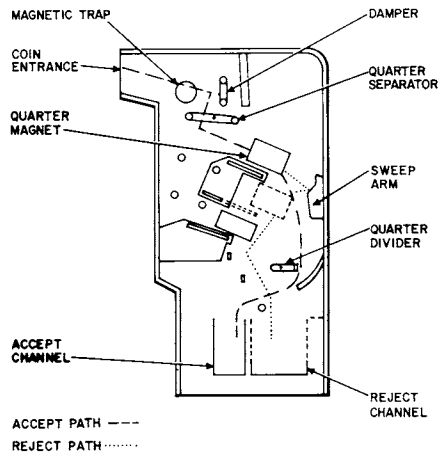 MAGNETIC TRAP
DAMPER
COIN
ENTRANCE
QUARTER
SEPARATOR
QUARTER
MAGNET
SWEEP
ARM
QUARTER
DIVIDER
ACCEPT
CHANNEL
REJECT
CHANNEL
ACCEPT PATH
REJECT PATH